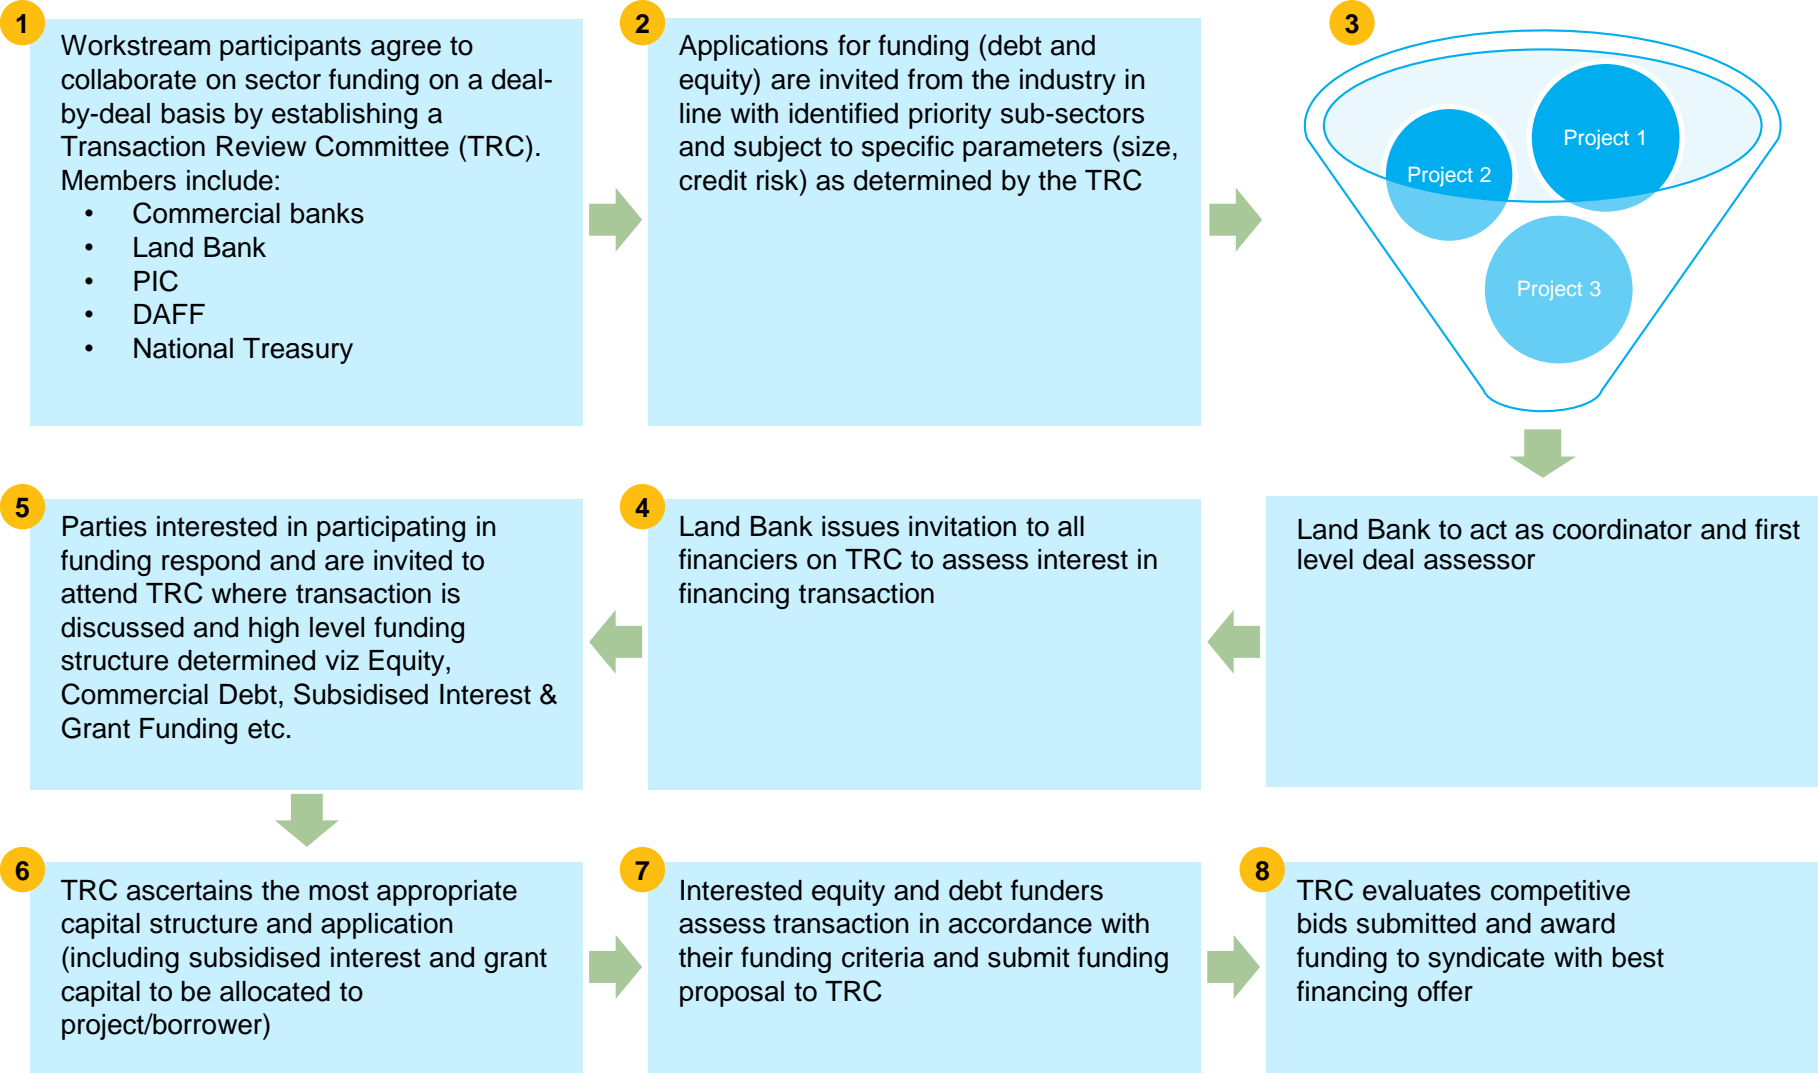 1
Workstream participants agree to
collaborate on sector funding on a deal-
by-deal basis by establishing a
Transaction Review Committee (TRC).
Members include:
• Commercial banks
• Land Bank
• PIC
• DAFF
• National Treasury
2
Applications for funding (debt and
equity) are invited from the industry in
line with identified priority sub-sectors
and subject to specific parameters (size,
credit risk) as determined by the TRC
3
Project 1
Project 2
Project 3
Land Bank to act as coordinator and first
level deal assessor
4
Land Bank issues invitation to all
financiers on TRC to assess interest in
financing transaction
5
Parties interested in participating in
funding respond and are invited to
attend TRC where transaction is
discussed and high level funding
structure determined viz Equity,
Commercial Debt, Subsidised Interest &
Grant Funding etc.
6
TRC ascertains the most appropriate
capital structure and application
(including subsidised interest and grant
capital to be allocated to
project/borrower)
7
Interested equity and debt funders
assess transaction in accordance with
their funding criteria and submit funding
proposal to TRC
8
TRC evaluates competitive
bids submitted and award
funding to syndicate with best
financing offer